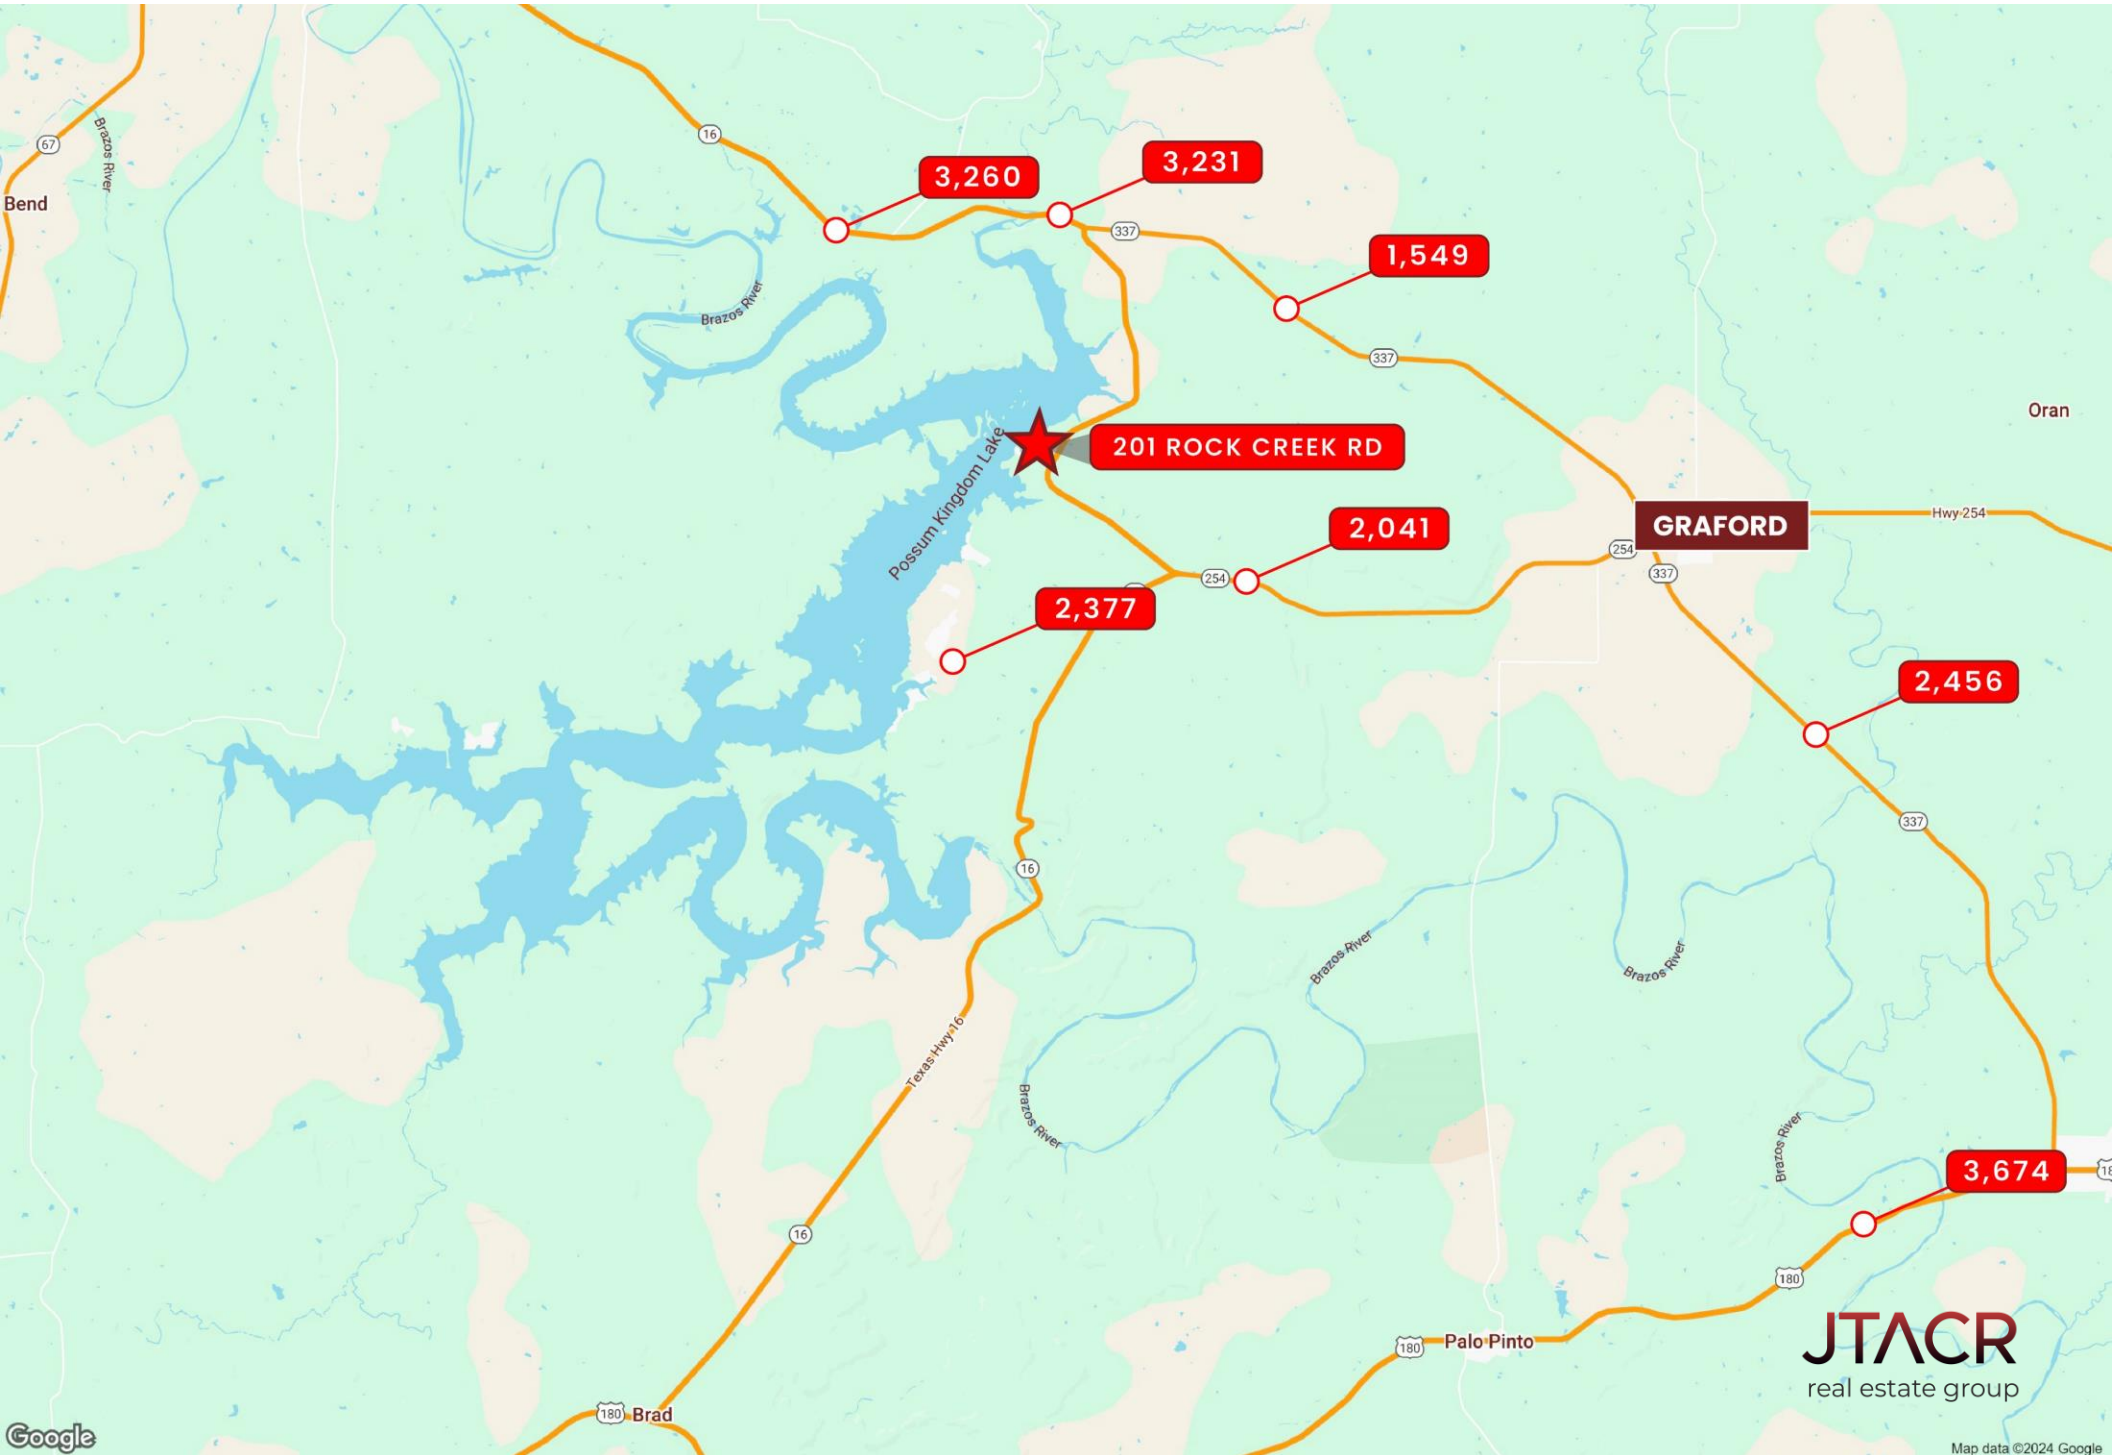 16
67
Brazos River
Bend
3,260
3,231
337
1,549
Brazos River
337
Oran
Possum Kingdom Lake
201 ROCK CREEK RD
GRAFORD
Hwy 254
2,041
254
254
337
2,377
2,456
337
16
Brazos River
Brazos River
Texas Hwy 16
Brazos River
Brazos River
3,674
16
180
180
Palo Pinto
JTACR
real estate group
180
Brad
Google
Map data ©2024 Google